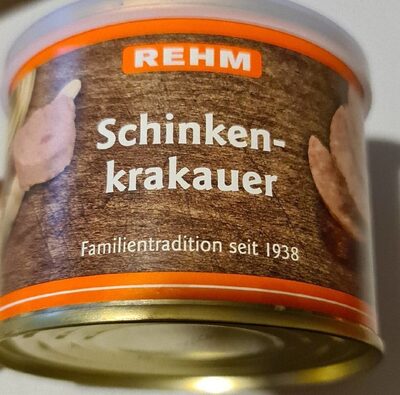 REHM
Schinken-
krakauer
Familientradition seit 1938